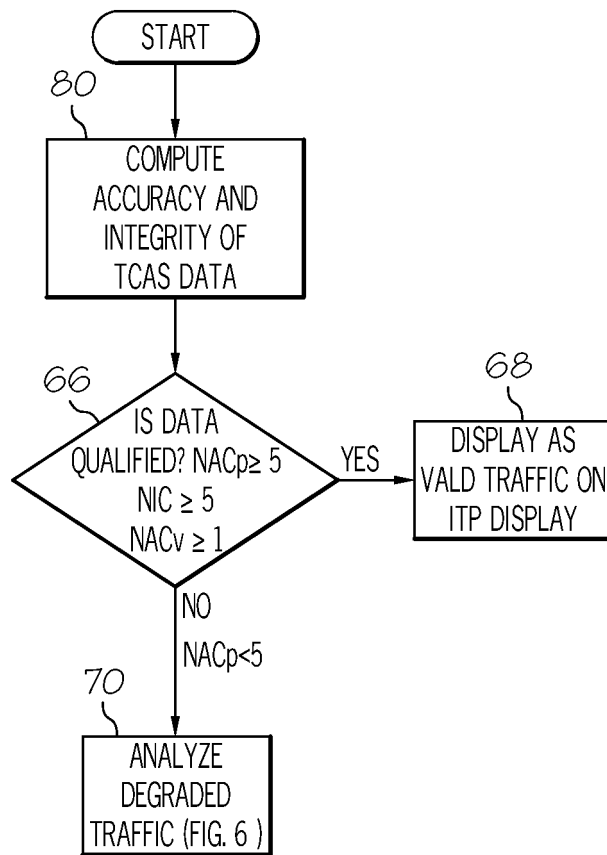 START
80
COMPUTE
ACCURACY AND
INTEGRITY OF
TCAS DATA
66
IS DATA
QUALIFIED? NACp≥ 5
NIC ≥ 5
NACv ≥ 1
YES
68
DISPLAY AS
VALD TRAFFIC ON
ITP DISPLAY
NO
NACp<5
70
ANALYZE
DEGRADED
TRAFFIC (FIG. 6 )